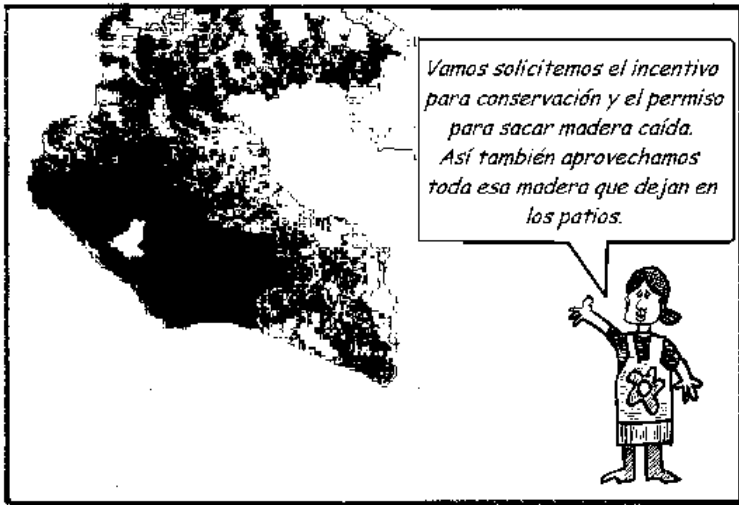 Vamos solicitemos el incentivo
para conservación y el permiso
para sacar madera caída.
Así también aprovechamos
toda esa madera que dejan en
los patios.